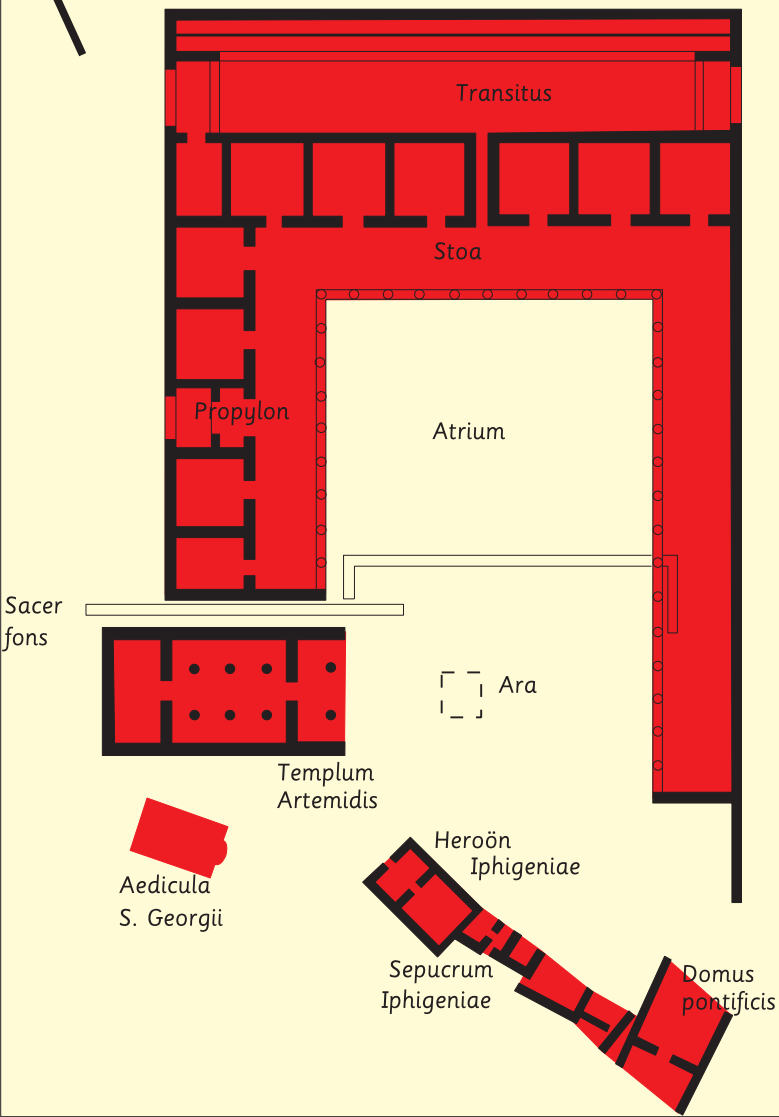 Transitus
Stoa
Propylon
Atrium
Sacer
fons
Ara
Templum
Artemidis
Heroön
Iphigeniae
Aedicula
S. Georgii
Sepucrum
Iphigeniae
Domus
pontificis